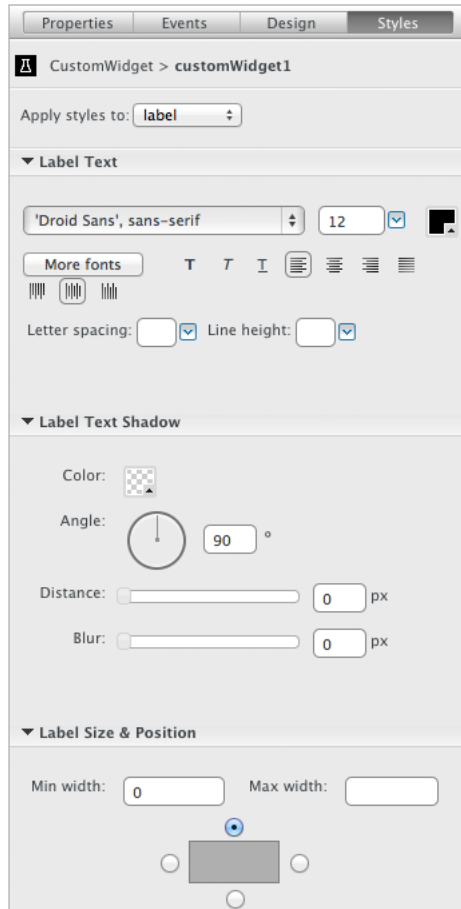 Properties Events Design Styles
CustomWidget > customWidget1
Apply styles to: label
Label Text
'Droid Sans', sans-serif 12
More fonts T T T
Letter spacing: Line height:
Label Text Shadow
Color:
Angle: 90 °
Distance: 0 px
Blur: 0 px
Label Size & Position
Min width: 0 Max width: